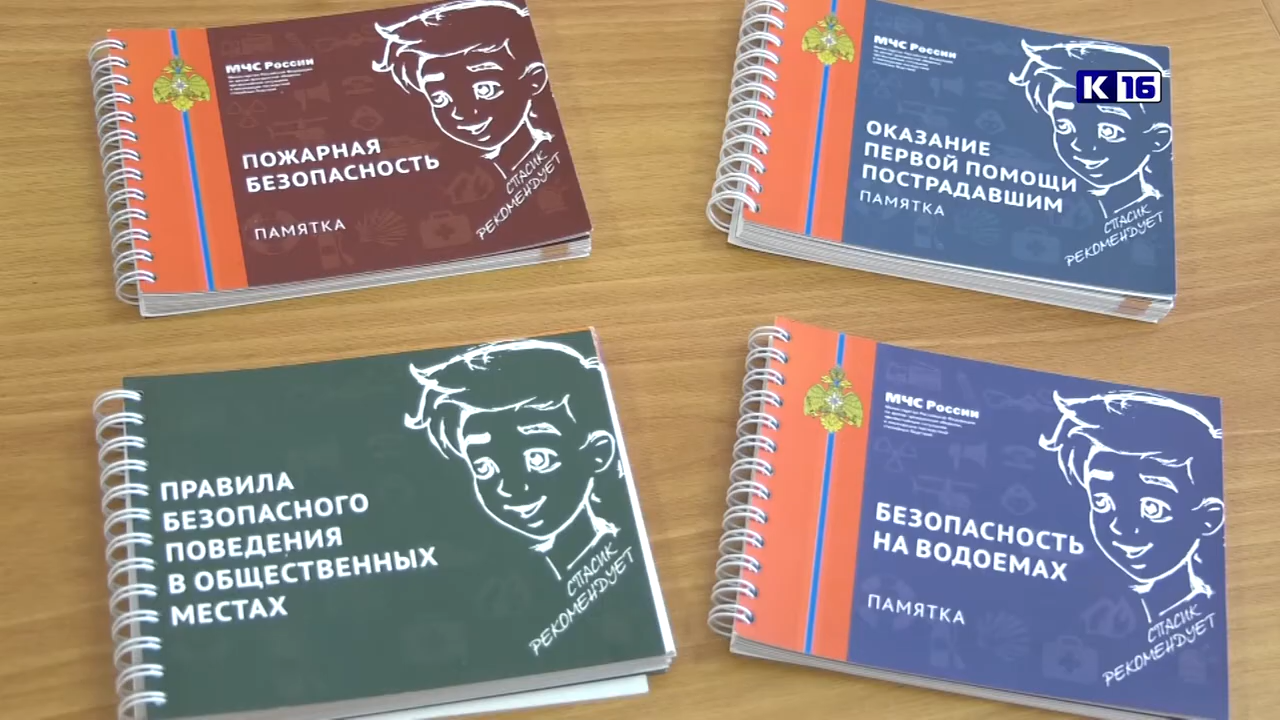 МЧС России
ПОЖАРНАЯ
БЕЗОПАСНОСТЬ
ПАМЯТКА
СПАСИК
РЕКОМЕНДУЕТ
МЧС России
ОКАЗАНИЕ
ПЕРВОЙ ПОМОЩИ
ПОСТРАДАВШИМ
ПАМЯТКА
СПАСИК
РЕКОМЕНДУЕТ
К 16
ПРАВИЛА
БЕЗОПАСНОГО
ПОВЕДЕНИЯ
В ОБЩЕСТВЕННЫХ
МЕСТАХ
СПАСИК
РЕКОМЕНДУЕТ
МЧС России
БЕЗОПАСНОСТЬ
НА ВОДОЕМАХ
ПАМЯТКА
СПАСИК
РЕКОМЕНДУЕТ